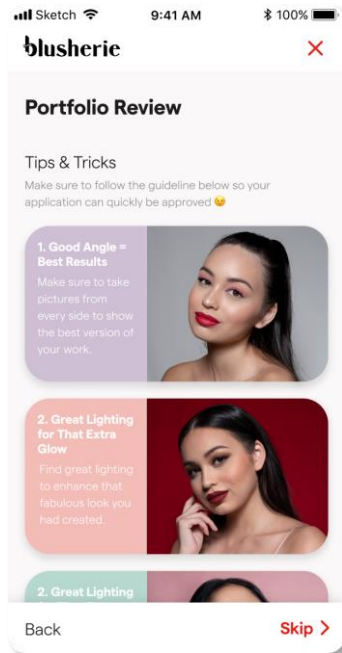 Sketch 9:41 AM 100%
blusherie
Portfolio Review
Tips & Tricks
Make sure to follow the guideline below so your
application can quickly be approved 😉
1. Good Angle =
Best Results
Make sure to take
pictures from
every side to show
the best version of
your work.
2. Great Lighting
for That Extra
Glow
Find great lighting
to enhance that
fabulous look you
had created.
2. Great Lighting
Back Skip